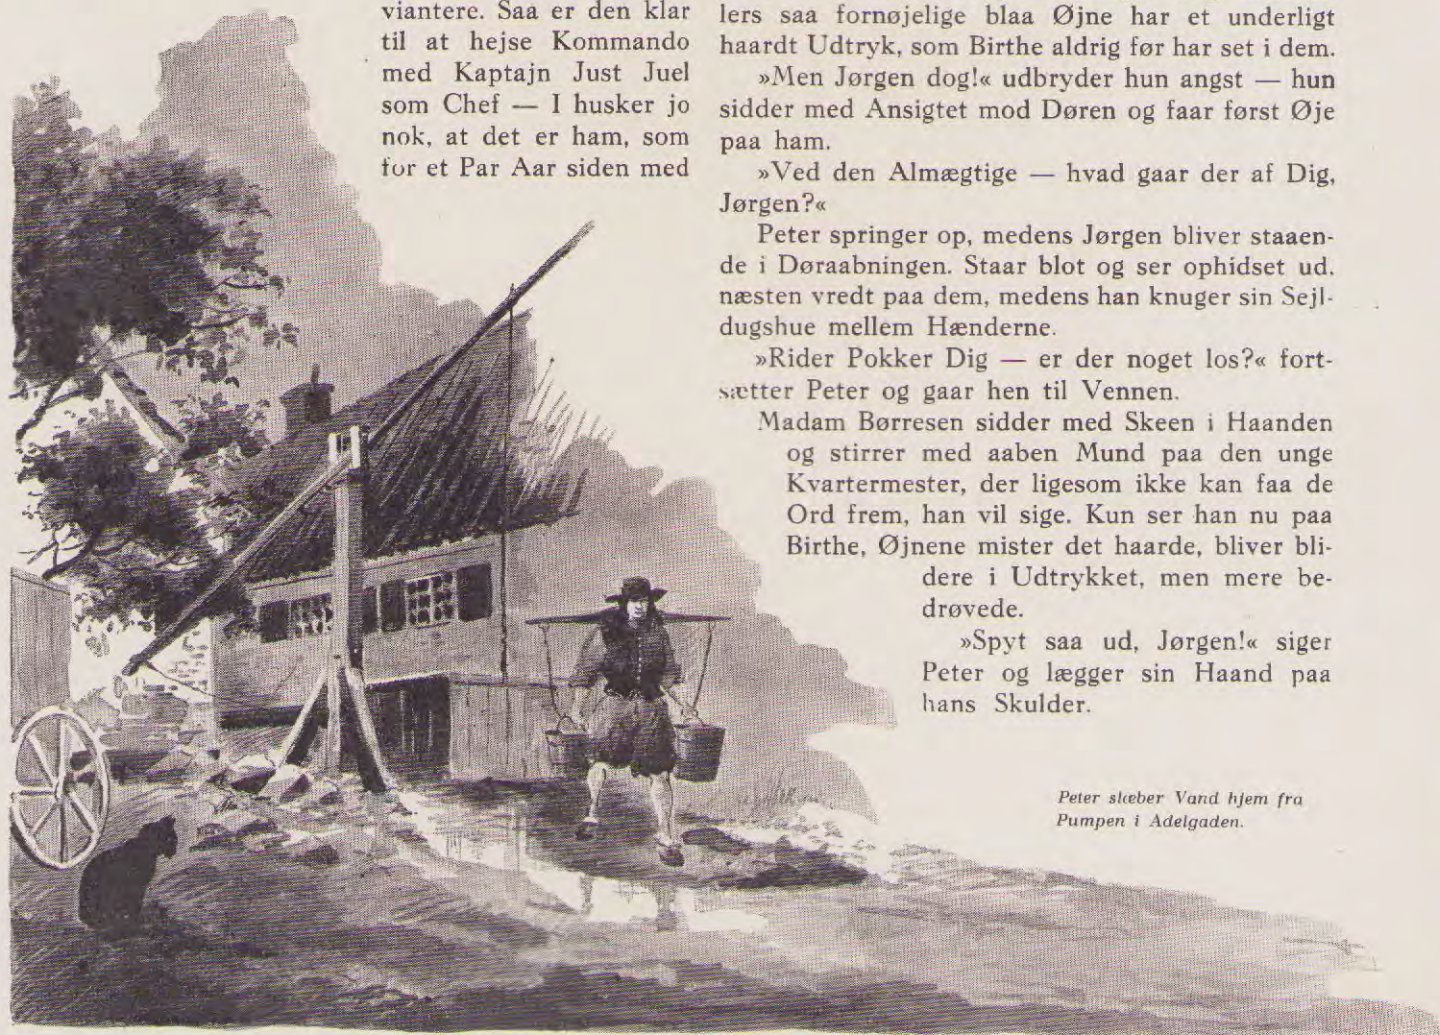 viantere. Saa er den klar
til at hejse Kommando
med Kaptajn Just Juel
som Chef — I husker jo
nok, at det er ham, som
for et Par Aar siden med
lers saa fornøjelige blaa Øjne har et underligt
haardt Udtryk, som Birthe aldrig før har set i dem.
»Men Jørgen dog!« udbryder hun angst — hun
sidder med Ansigtet mod Døren og faar først Øje
paa ham.
»Ved den Almægtige — hvad gaar der af Dig,
Jørgen?«
Peter springer op, medens Jørgen bliver staaen-
de i Døraabningen. Staar blot og ser ophidset ud.
næsten vredt paa dem, medens han knuger sin Sejl-
dugshue mellem Hænderne.
»Rider Pokker Dig — er der noget los?« fort-
sætter Peter og gaar hen til Vennen.
Madam Børresen sidder med Skeen i Haanden
og stirrer med aaben Mund paa den unge
Kvartermester, der ligesom ikke kan faa de
Ord frem, han vil sige. Kun ser han nu paa
Birthe, Øjnene mister det haarde, bliver bli-
dere i Udtrykket, men mere be-
drøvede.
»Spyt saa ud, Jørgen!« siger
Peter og lægger sin Haand paa
hans Skulder.
Peter slæber Vand hjem fra
Pumpen i Adelgaden.